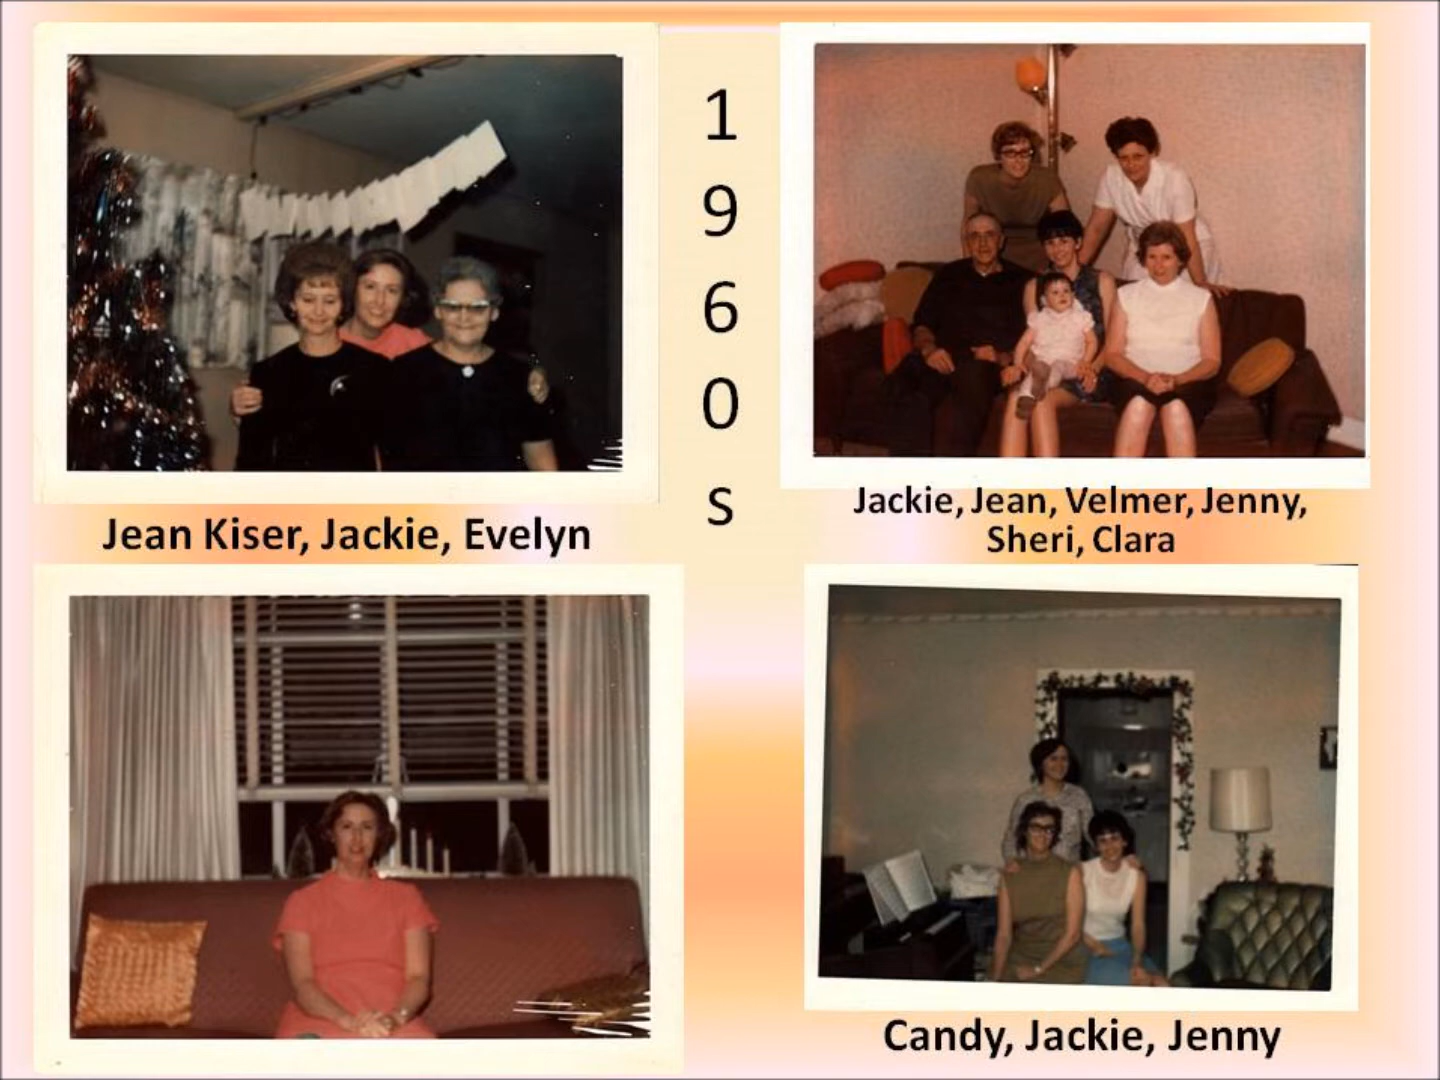 1
9
6
0
s
Jean Kiser, Jackie, Evelyn
Jackie, Jean, Velmer, Jenny,
Sheri, Clara
Candy, Jackie, Jenny